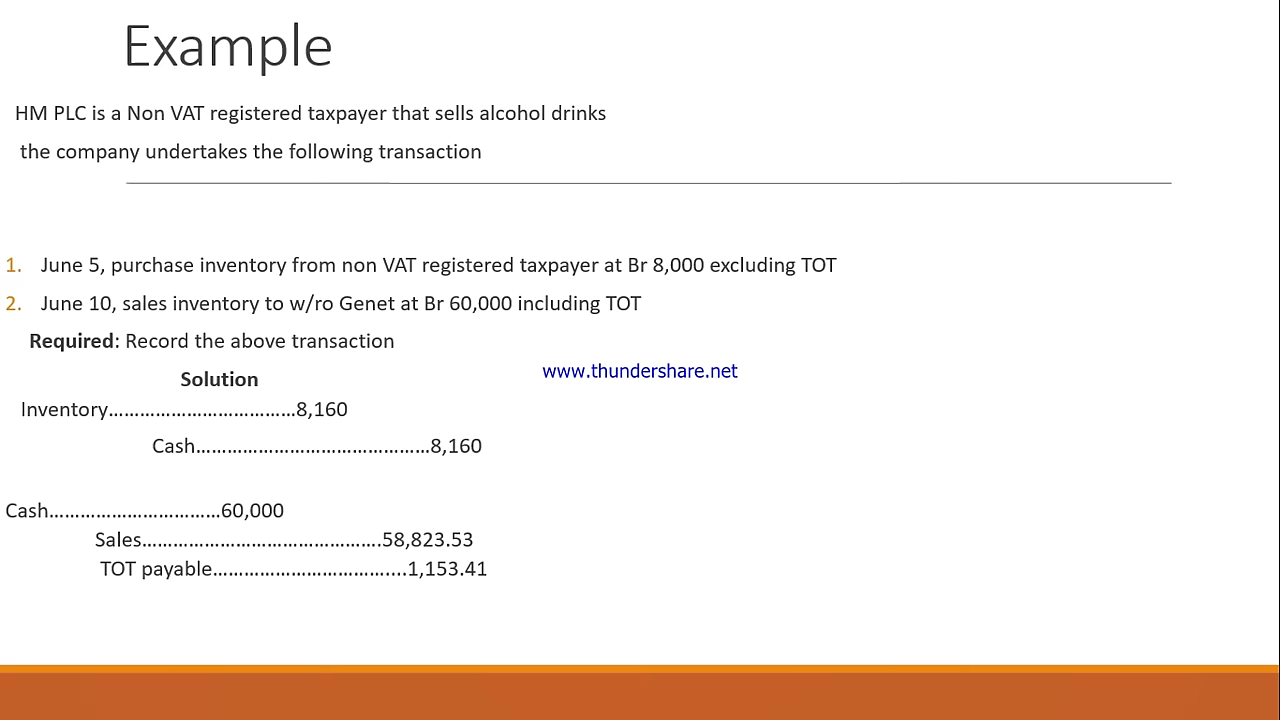 Example
HM PLC is a Non VAT registered taxpayer that sells alcohol drinks
the company undertakes the following transaction
1. June 5, purchase inventory from non VAT registered taxpayer at Br 8,000 excluding TOT
2. June 10, sales inventory to w/ro Genet at Br 60,000 including TOT
Required: Record the above transaction
www.thundershare.net
Solution
Inventory………………………………8,160
Cash………………………………………8,160
Cash……………………………60,000
Sales……………………………………….58,823.53
TOT payable……………………………....1,153.41